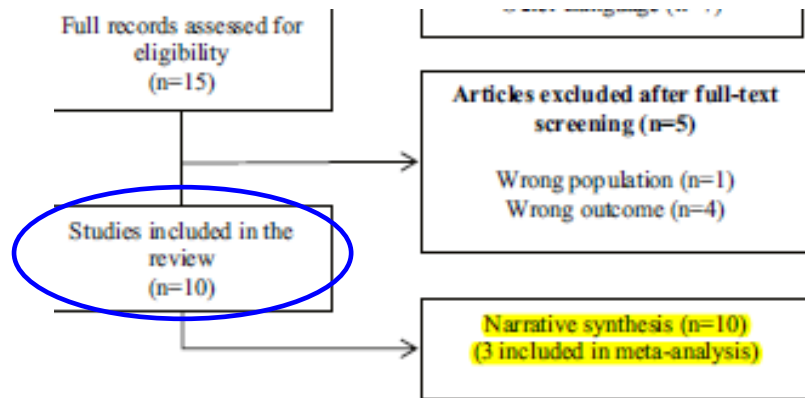 Full records assessed for
eligibility
(n=15)
Articles excluded after full-text
screening (n=5)
Wrong population (n=1)
Wrong outcome (n=4)
Studies included in the
review
(n=10)
Narrative synthesis (n=10)
(3 included in meta-analysis)